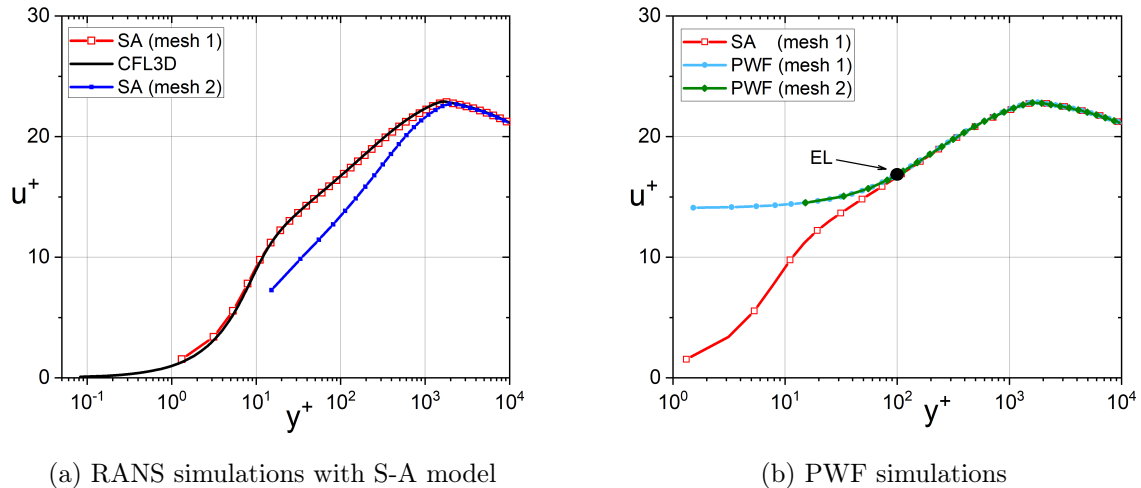 30
20
10
0
u⁺
SA (mesh 1)
CFL3D
SA (mesh 2)
10⁻¹ 10⁰ 10¹ 10² 10³ 10⁴
y⁺
(a) RANS simulations with S-A model
30
20
10
0
u⁺
SA (mesh 1)
PWF (mesh 1)
PWF (mesh 2)
EL
10⁰ 10¹ 10² 10³ 10⁴
y⁺
(b) PWF simulations